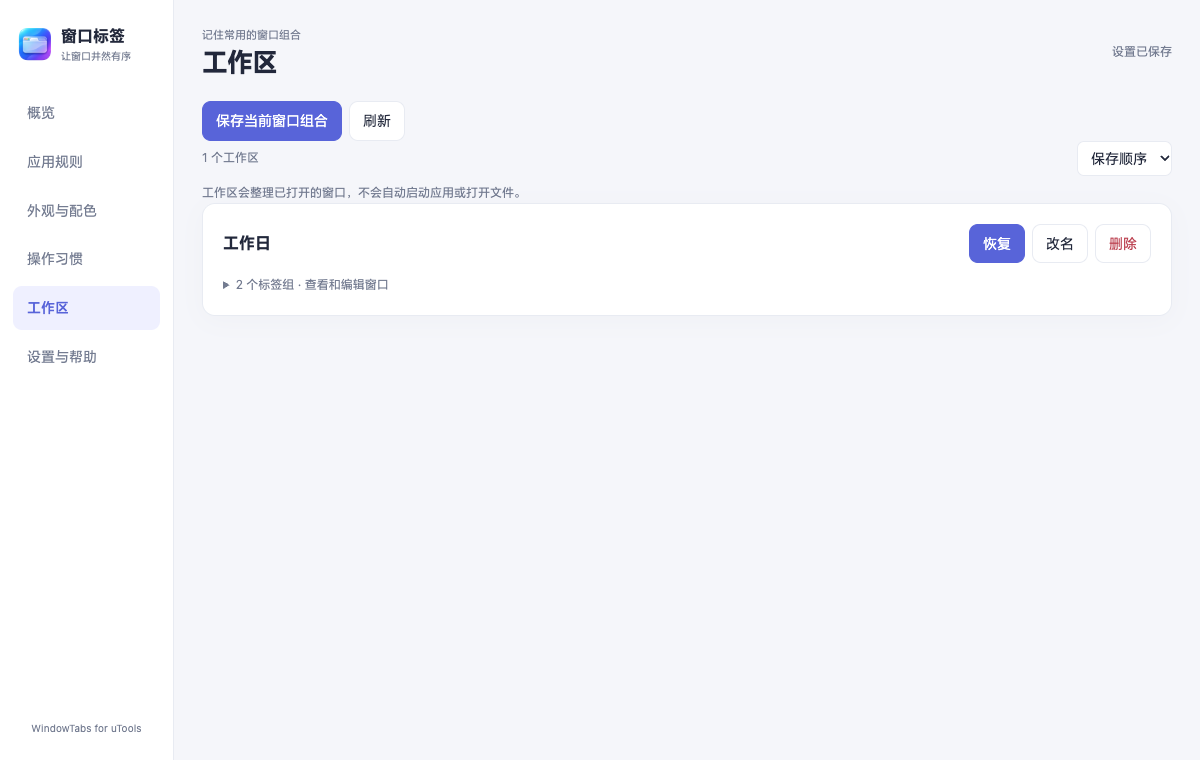 窗口标签
让窗口井然有序
概览
应用规则
外观与配色
操作习惯
工作区
设置与帮助
WindowTabs for uTools
记住常用的窗口组合
工作区
设置已保存
保存当前窗口组合
刷新
1 个工作区
保存顺序
工作区会整理已打开的窗口，不会自动启动应用或打开文件。
工作日
恢复
改名
删除
2 个标签组 · 查看和编辑窗口